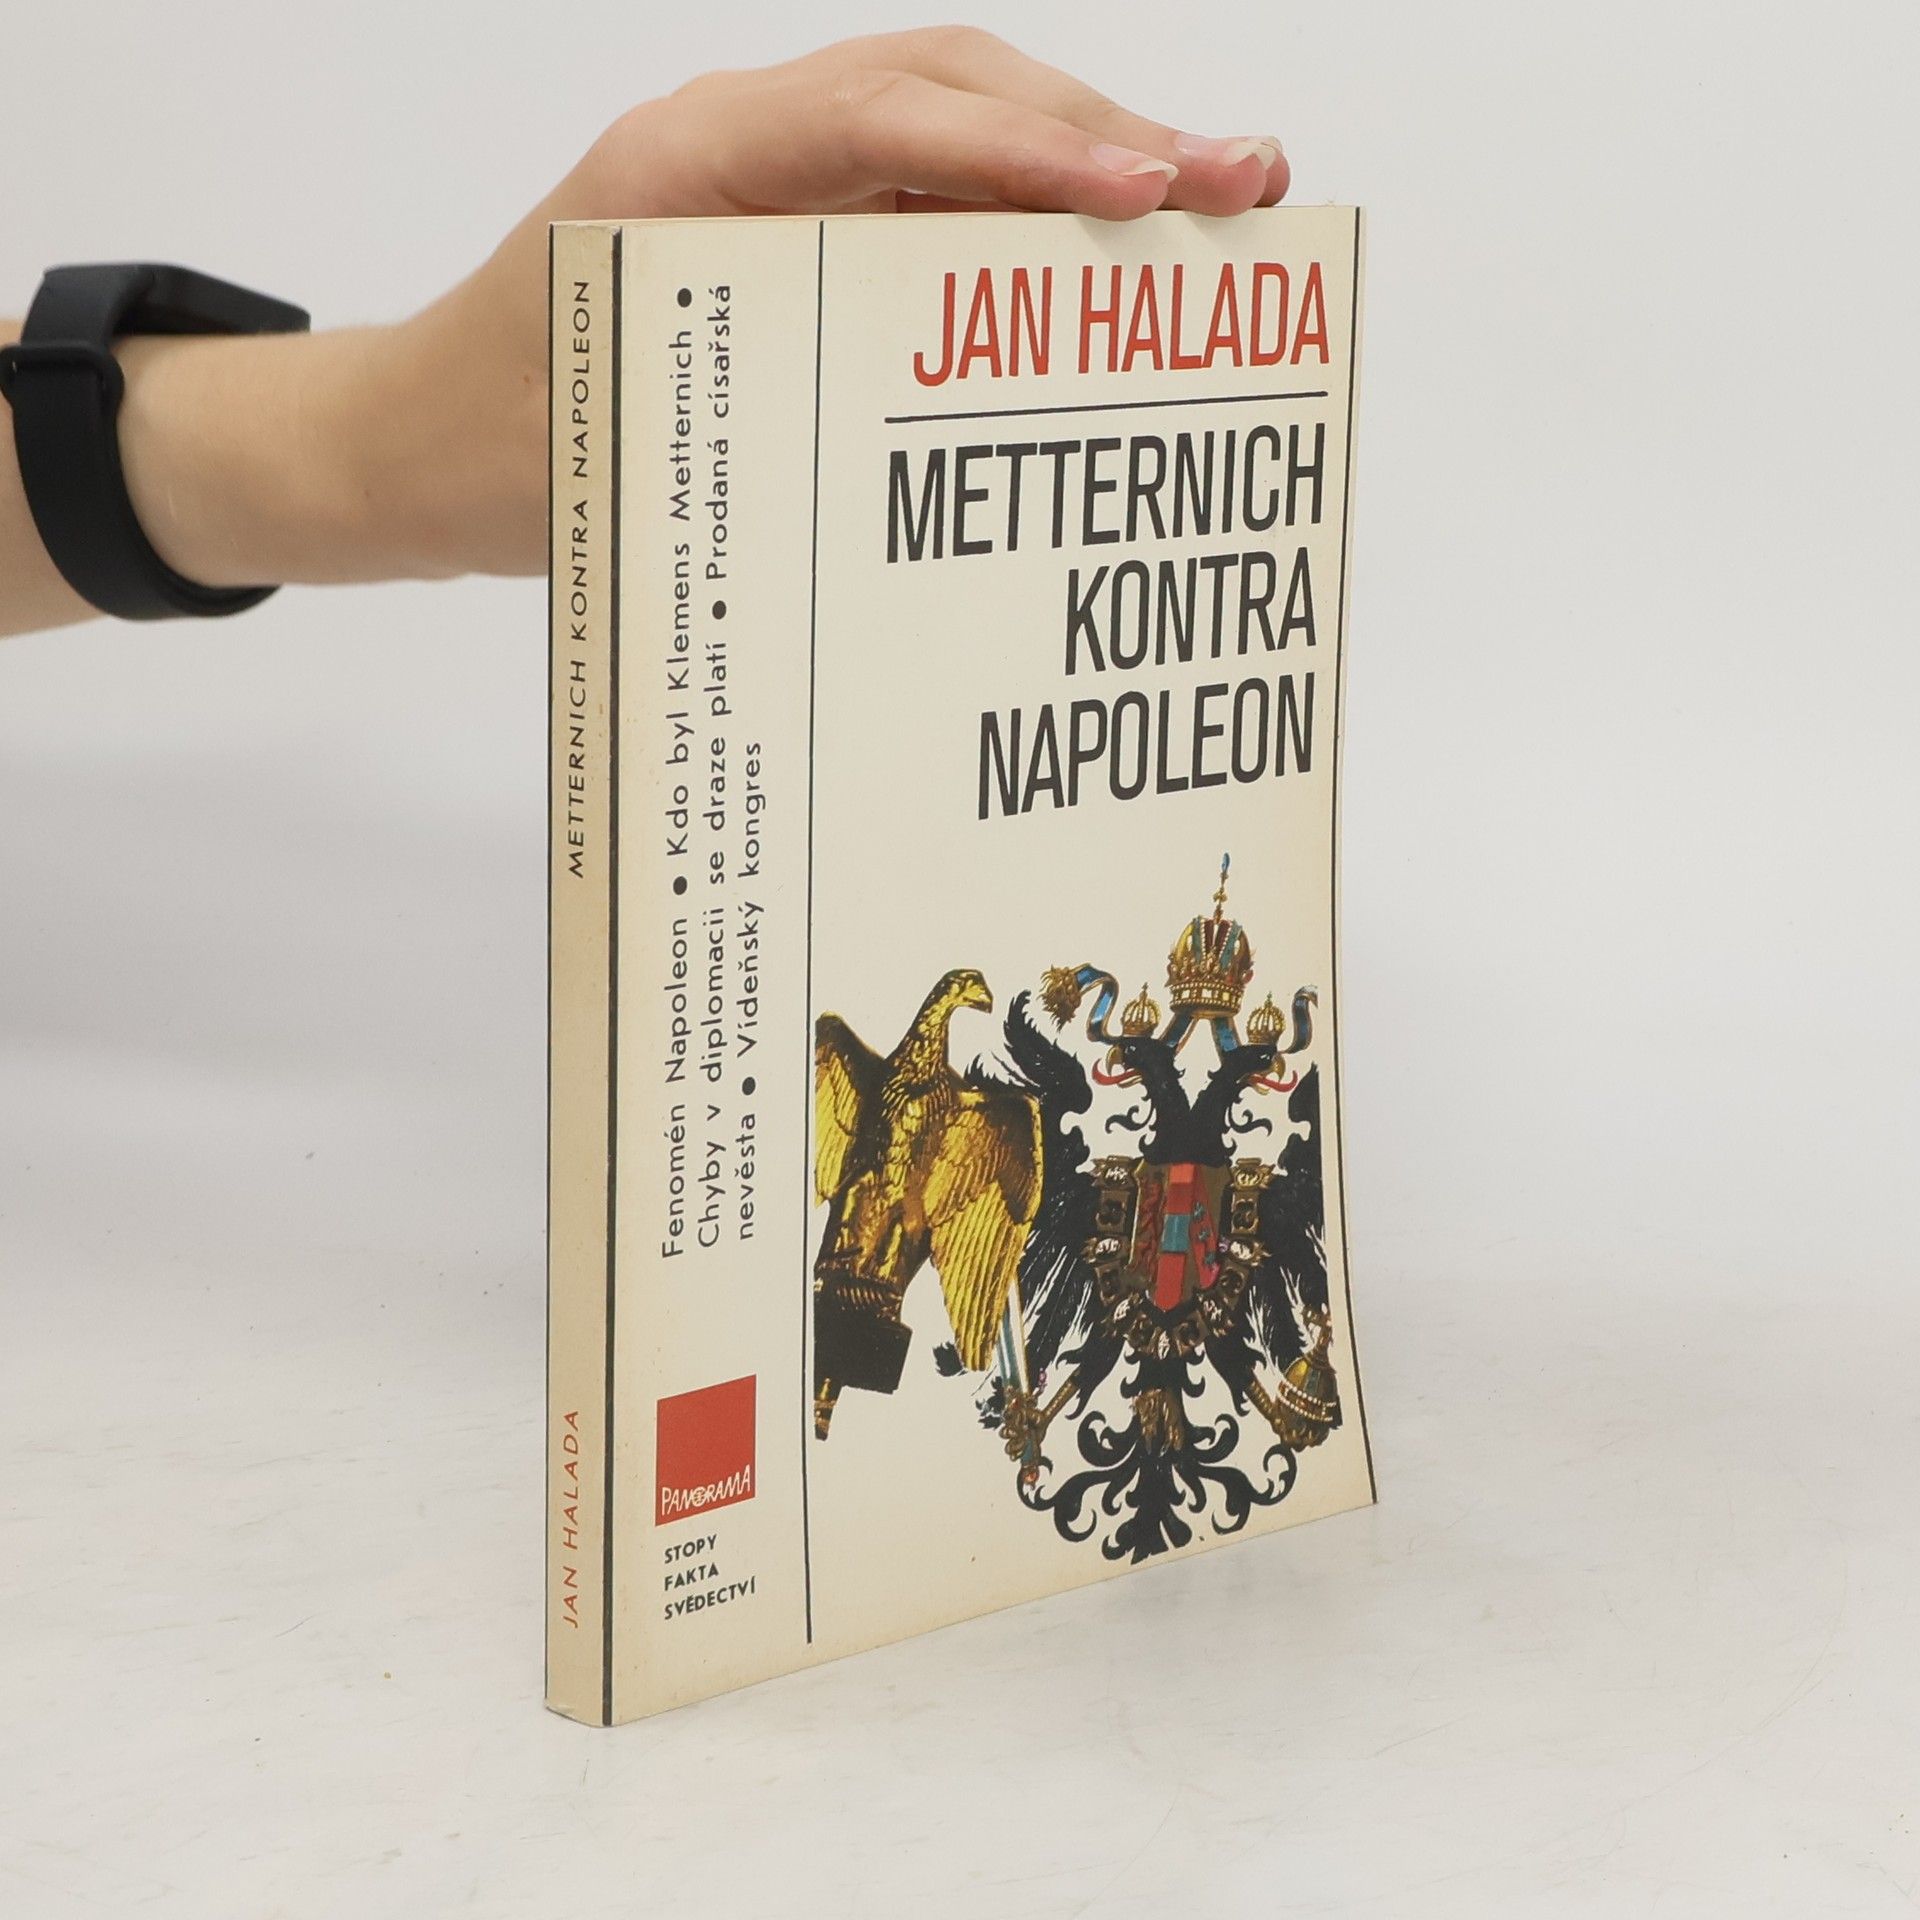 METTERNICH KONTRA NAPOLEON
JAN HALADA
Fenomén Napoleon ● Kdo byl Klemens Metternich ●
Chyby v diplomacii se draze platí ● Prodaná císařská
nevěsta ● Vídeňský kongres
PANORAMA
STOPY
FAKTA
SVĚDECTVÍ
JAN HALADA
METTERNICH
KONTRA
NAPOLEON